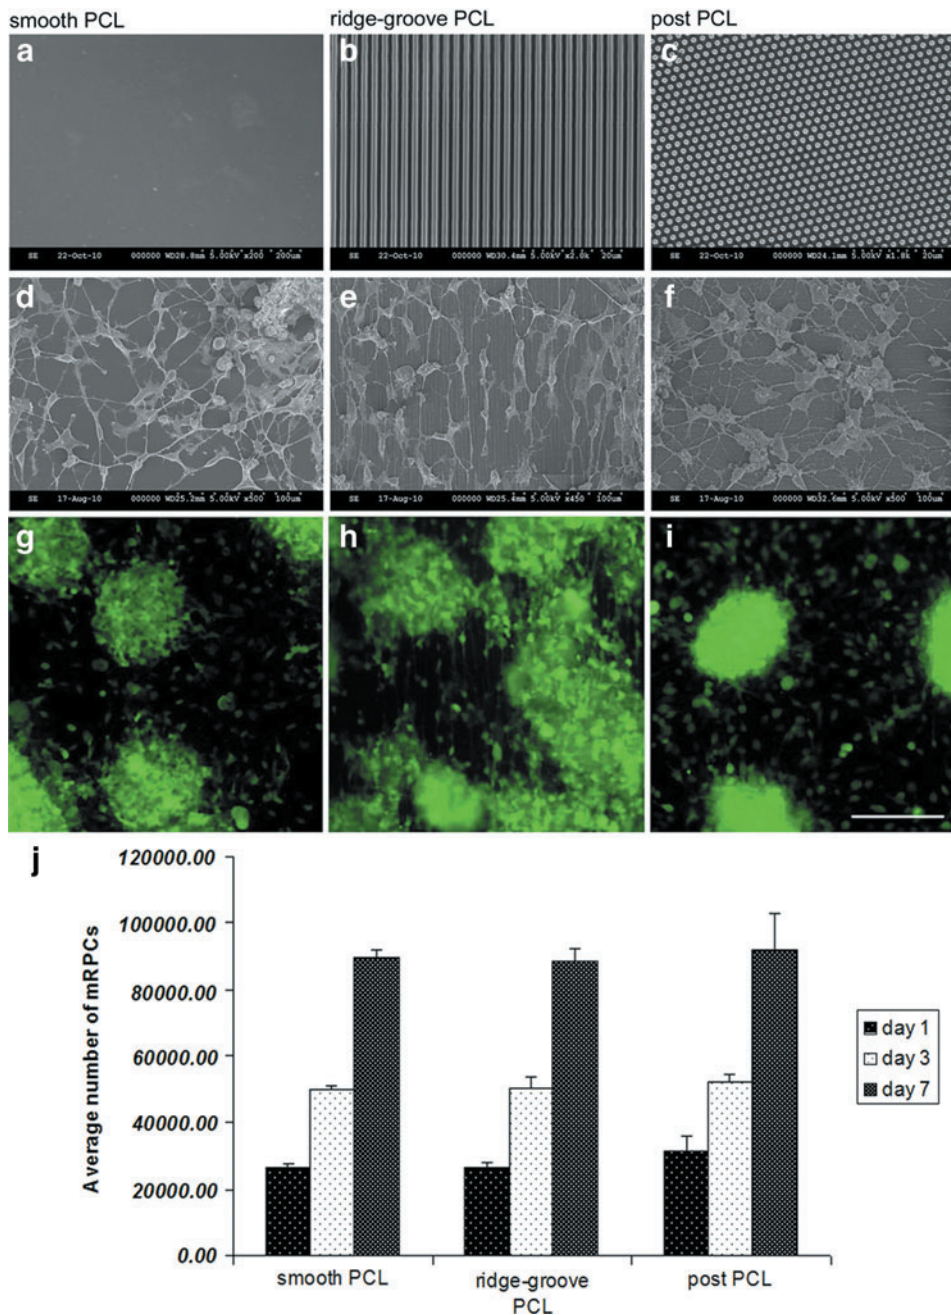 smooth PCL
ridge-groove PCL
post PCL
a
b
c
SE 22-Oct-10 000000 WD28.8mm 5.00kV x200 200um
SE 22-Oct-10 000000 WD30.4mm 5.00kV x2.0k 20um
SE 22-Oct-10 000000 WD24.1mm 5.00kV x1.8k 20um
d
e
f
SE 17-Aug-10 000000 WD25.2mm 5.00kV x500 100um
SE 17-Aug-10 000000 WD25.4mm 5.00kV x450 100um
SE 17-Aug-10 000000 WD32.6mm 5.00kV x500 100um
g
h
i
j
120000.00
100000.00
80000.00
60000.00
40000.00
20000.00
0.00
Average number of mRPCs
smooth PCL
ridge-groove
PCL
post PCL
day 1
day 3
day 7